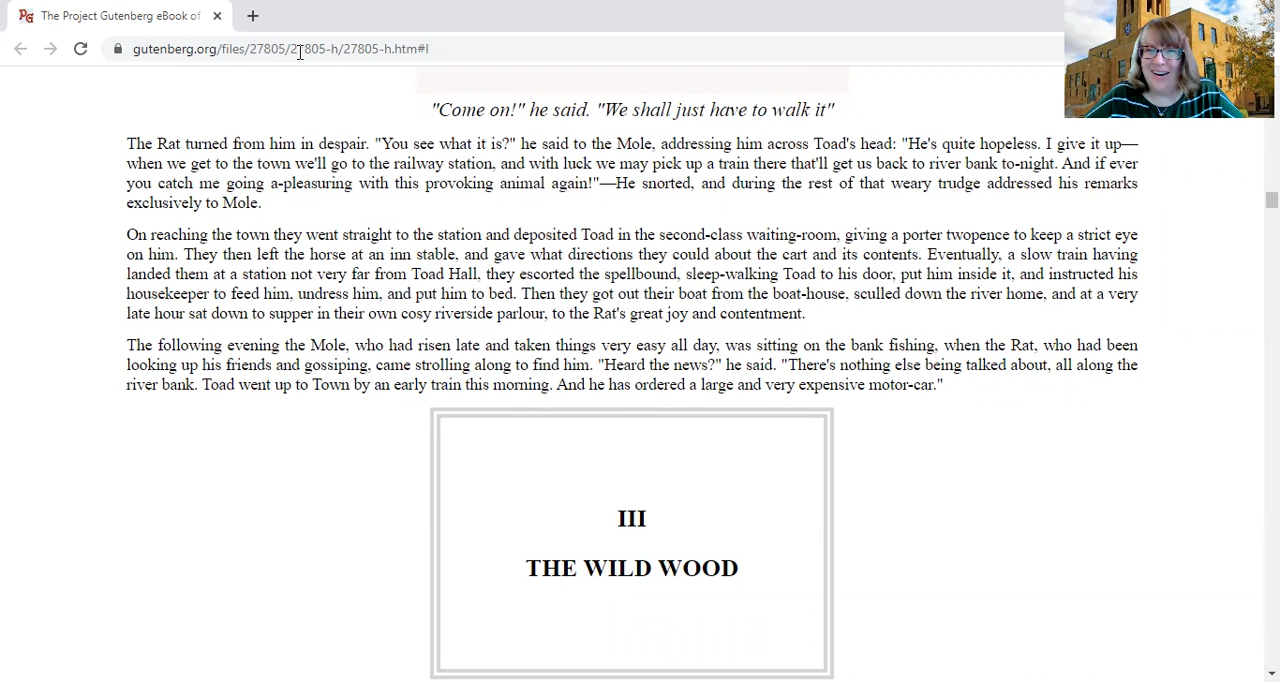 The Project Gutenberg eBook of
gutenberg.org/files/27805/27805-h/27805-h.htm#I
"Come on!" he said. "We shall just have to walk it"
The Rat turned from him in despair. "You see what it is?" he said to the Mole, addressing him across Toad's head: "He's quite hopeless. I give it up—
when we get to the town we'll go to the railway station, and with luck we may pick up a train there that'll get us back to river bank to-night. And if ever
you catch me going a-pleasuring with this provoking animal again!"—He snorted, and during the rest of that weary trudge addressed his remarks
exclusively to Mole.
On reaching the town they went straight to the station and deposited Toad in the second-class waiting-room, giving a porter twopence to keep a strict eye
on him. They then left the horse at an inn stable, and gave what directions they could about the cart and its contents. Eventually, a slow train having
landed them at a station not very far from Toad Hall, they escorted the spellbound, sleep-walking Toad to his door, put him inside it, and instructed his
housekeeper to feed him, undress him, and put him to bed. Then they got out their boat from the boat-house, sculled down the river home, and at a very
late hour sat down to supper in their own cosy riverside parlour, to the Rat's great joy and contentment.
The following evening the Mole, who had risen late and taken things very easy all day, was sitting on the bank fishing, when the Rat, who had been
looking up his friends and gossiping, came strolling along to find him. "Heard the news?" he said. "There's nothing else being talked about, all along the
river bank. Toad went up to Town by an early train this morning. And he has ordered a large and very expensive motor-car."
III
THE WILD WOOD